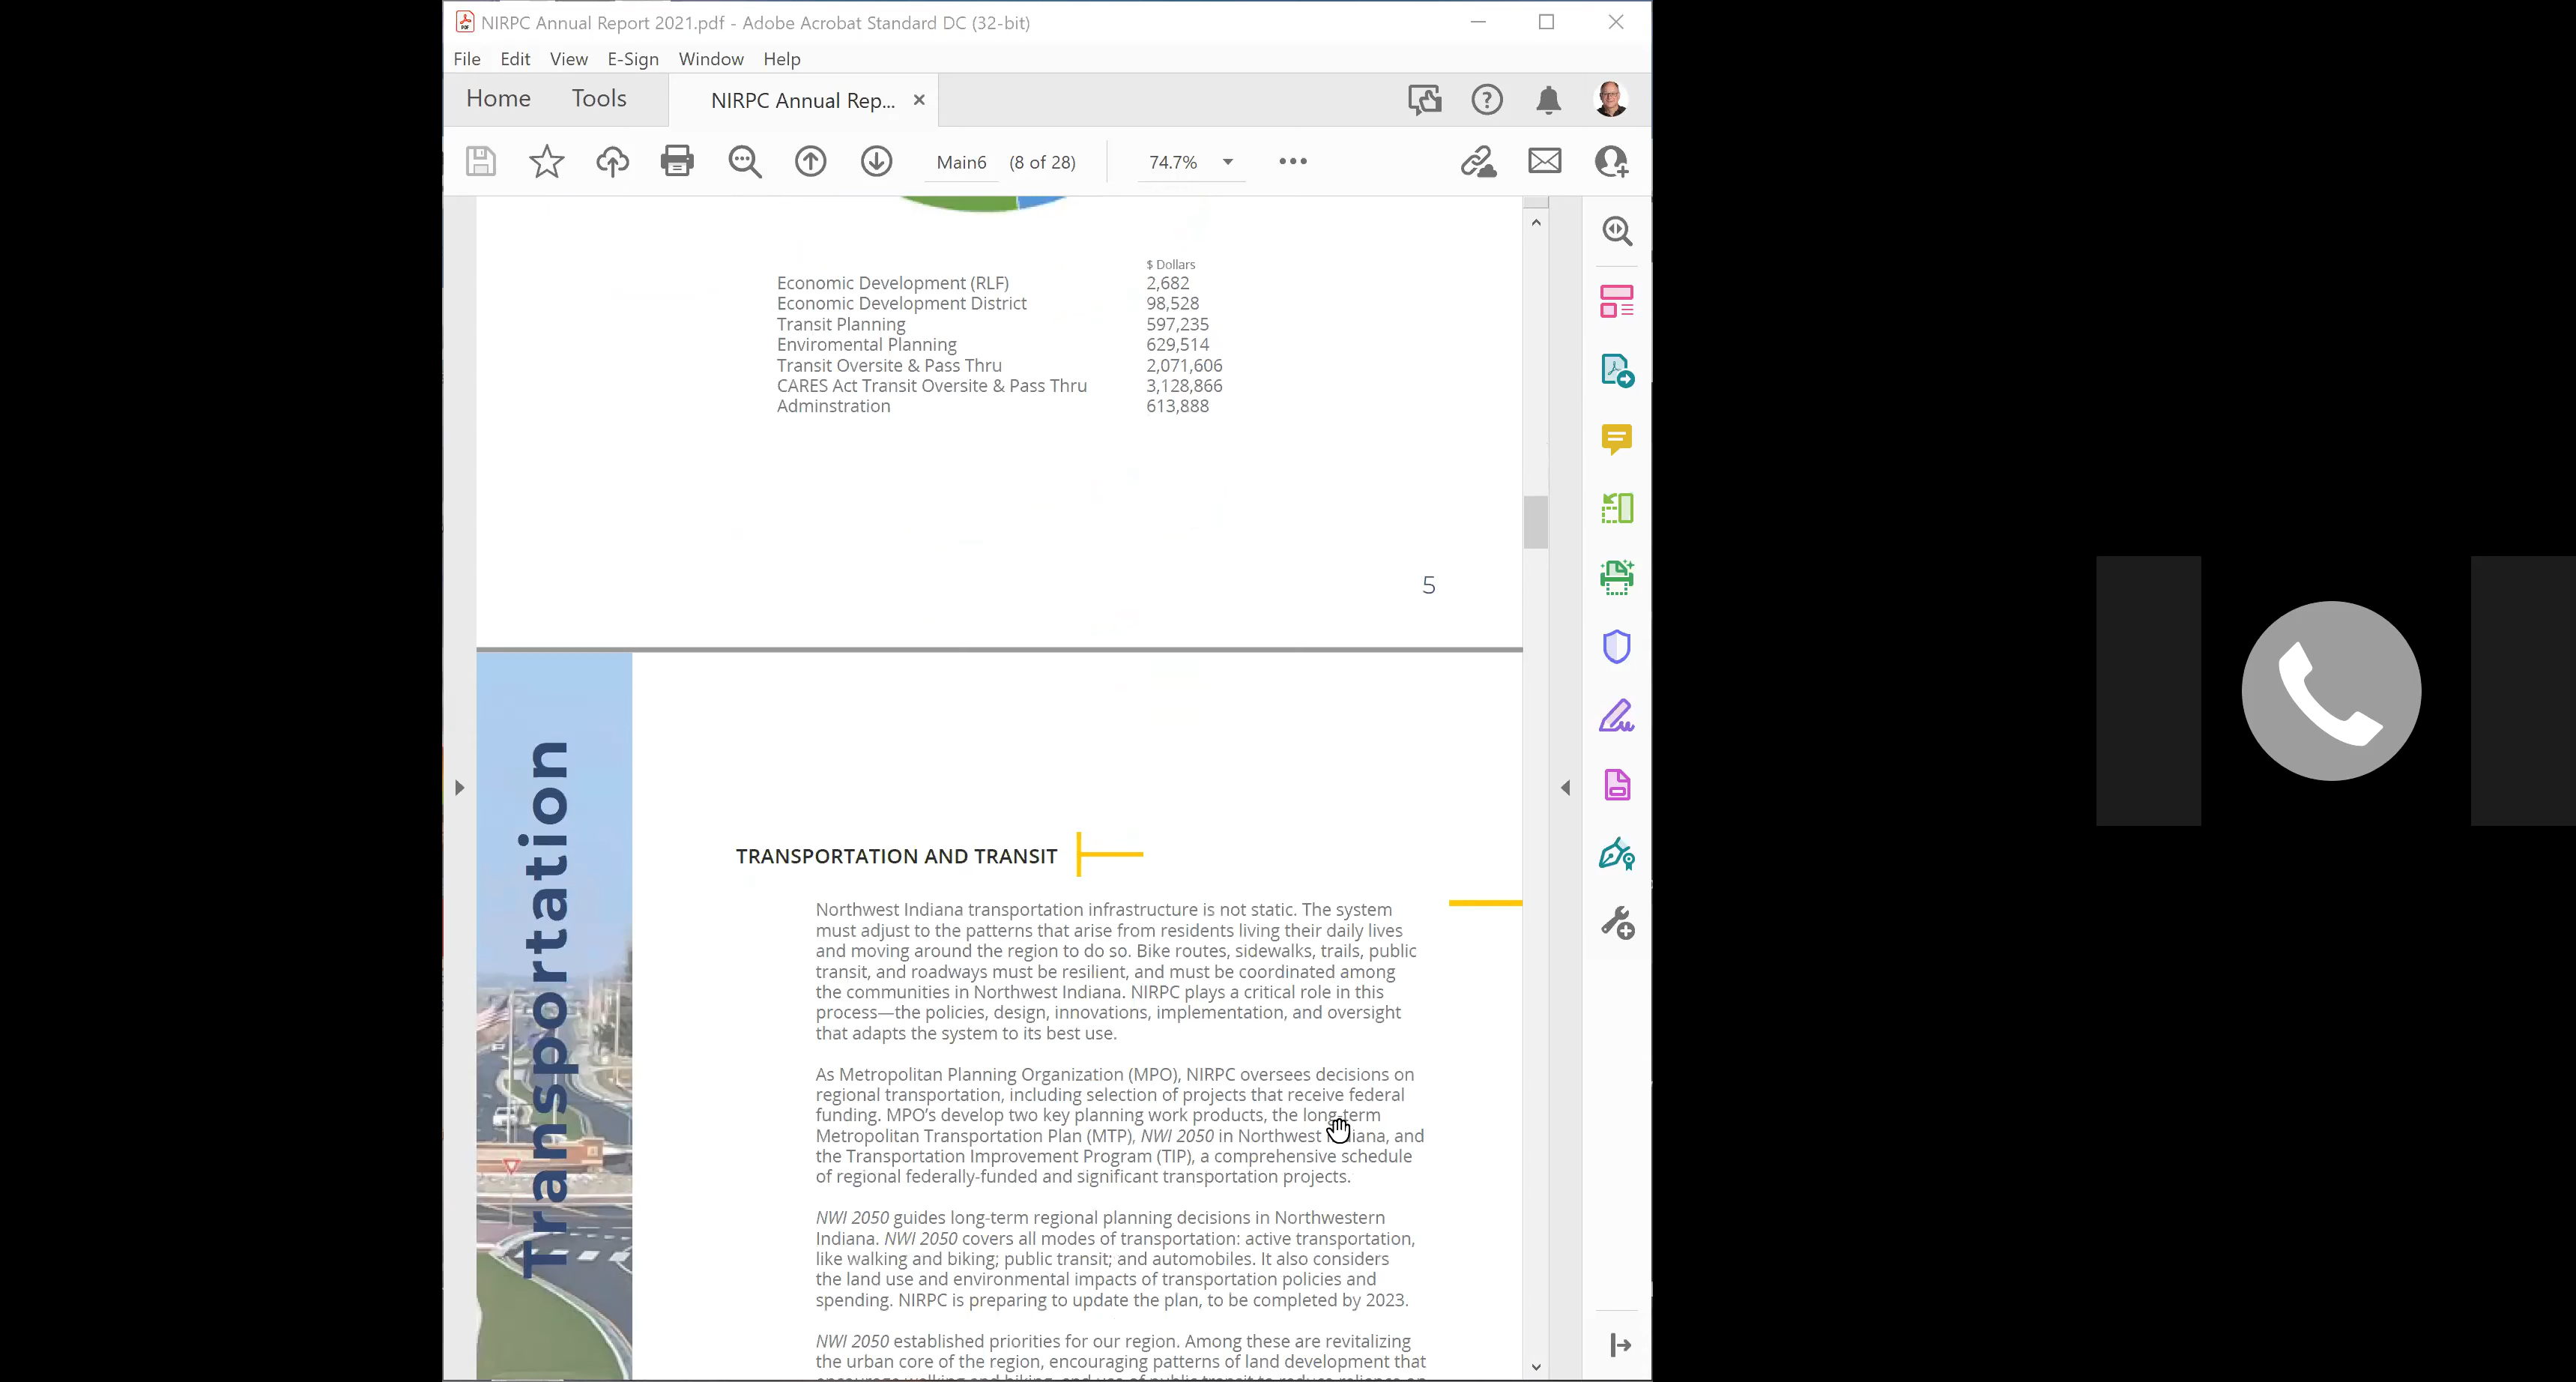 NIRPC Annual Report 2021.pdf - Adobe Acrobat Standard DC (32-bit)
File Edit View E-Sign Window Help
Home Tools NIRPC Annual Rep...
Main6 (8 of 28) 74.7%
$ Dollars
Economic Development (RLF) 2,682
Economic Development District 98,528
Transit Planning 597,235
Enviromental Planning 629,514
Transit Oversite & Pass Thru 2,071,606
CARES Act Transit Oversite & Pass Thru 3,128,866
Adminstration 613,888
5
Transportation
TRANSPORTATION AND TRANSIT
Northwest Indiana transportation infrastructure is not static. The system
must adjust to the patterns that arise from residents living their daily lives
and moving around the region to do so. Bike routes, sidewalks, trails, public
transit, and roadways must be resilient, and must be coordinated among
the communities in Northwest Indiana. NIRPC plays a critical role in this
process—the policies, design, innovations, implementation, and oversight
that adapts the system to its best use.
As Metropolitan Planning Organization (MPO), NIRPC oversees decisions on
regional transportation, including selection of projects that receive federal
funding. MPO’s develop two key planning work products, the long-term
Metropolitan Transportation Plan (MTP), NWI 2050 in Northwest Indiana, and
the Transportation Improvement Program (TIP), a comprehensive schedule
of regional federally-funded and significant transportation projects.
NWI 2050 guides long-term regional planning decisions in Northwestern
Indiana. NWI 2050 covers all modes of transportation: active transportation,
like walking and biking; public transit; and automobiles. It also considers
the land use and environmental impacts of transportation policies and
spending. NIRPC is preparing to update the plan, to be completed by 2023.
NWI 2050 established priorities for our region. Among these are revitalizing
the urban core of the region, encouraging patterns of land development that